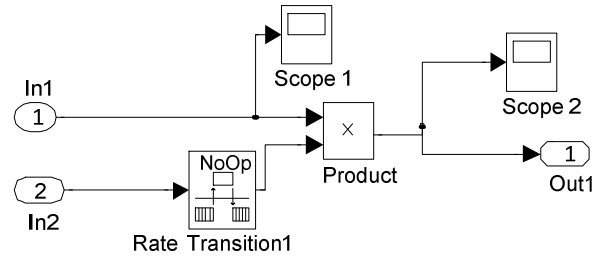 Scope 1
Scope 2
In1
1
NoOp
×
Product
1
Out1
2
In2
Rate Transition1